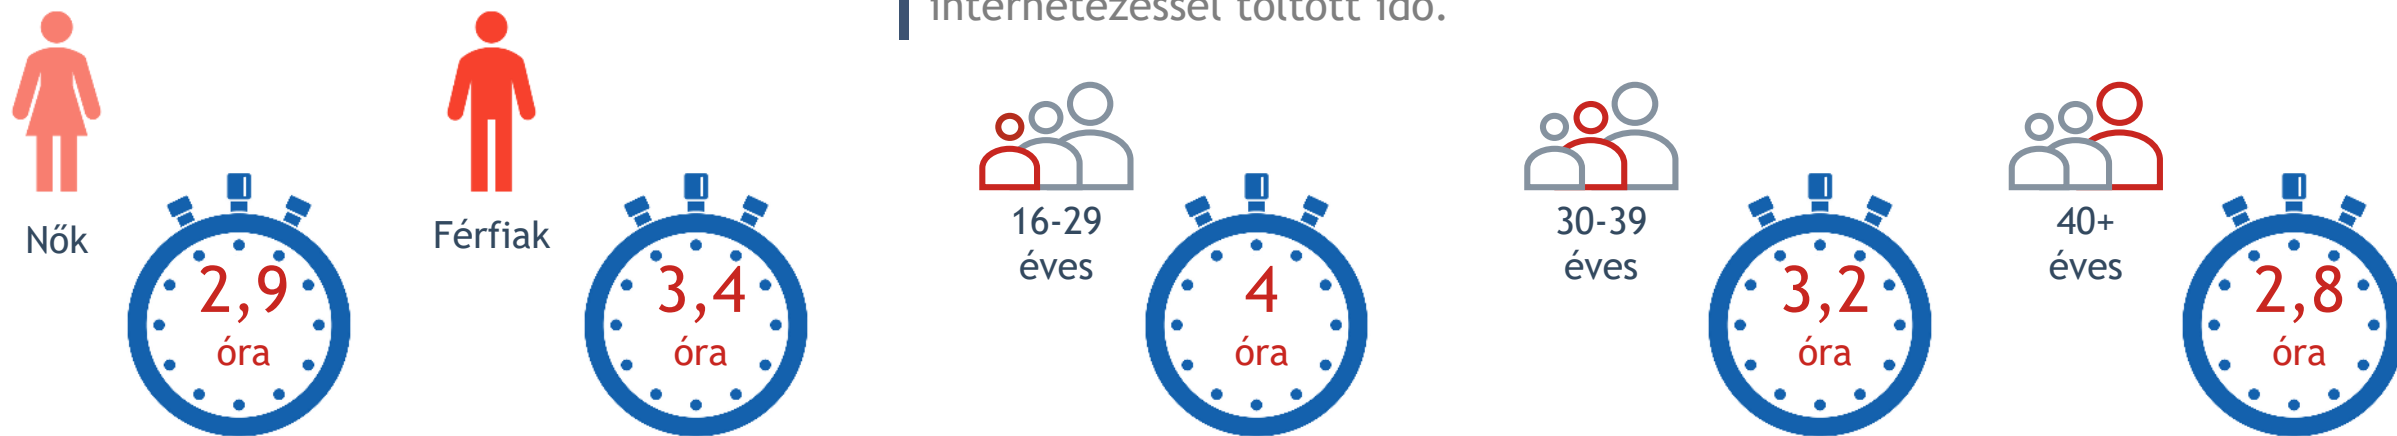 internetezéssel töltött idő.
Nők
2,9
óra
Férfiak
3,4
óra
16-29
éves
4
óra
30-39
éves
3,2
óra
40+
éves
2,8
óra